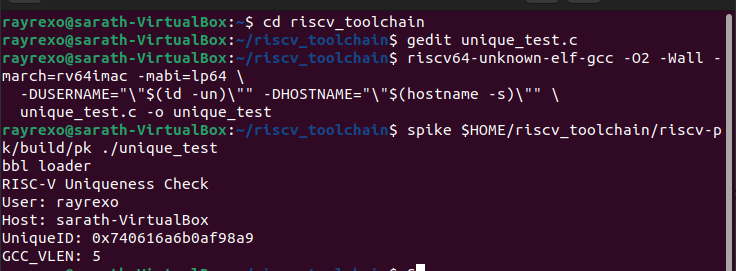 rayrexo@sarath-VirtualBox:~$ cd riscv_toolchain
rayrexo@sarath-VirtualBox:~/riscv_toolchain$ gedit unique_test.c
rayrexo@sarath-VirtualBox:~/riscv_toolchain$ riscv64-unknown-elf-gcc -O2 -Wall -
march=rv64imac -mabi=lp64 \
  -DUSERNAME="\"$(id -un)\"" -DHOSTNAME="\"$(hostname -s)\"" \
  unique_test.c -o unique_test
rayrexo@sarath-VirtualBox:~/riscv_toolchain$ spike $HOME/riscv_toolchain/riscv-p
k/build/pk ./unique_test
bbl loader
RISC-V Uniqueness Check
User: rayrexo
Host: sarath-VirtualBox
UniqueID: 0x740616a6b0af98a9
GCC_VLEN: 5